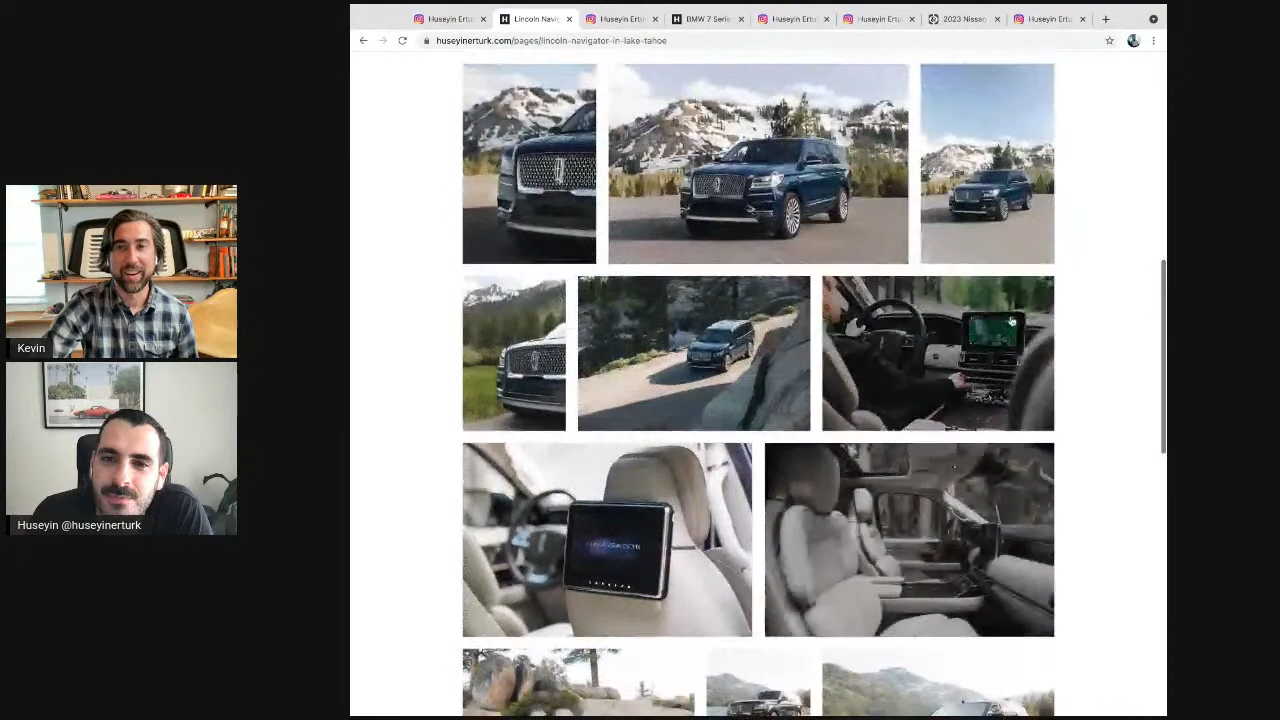 Huseyin Ertu
Lincoln Navig
Huseyin Ertu
BMW 7 Serie
Huseyin Ertu
Huseyin Ertu
2023 Nissan
Huseyin Ertu
huseyinerturk.com/pages/lincoln-navigator-in-lake-tahoe
Kevin
Huseyin @huseyinerturk
NAVIGATOR